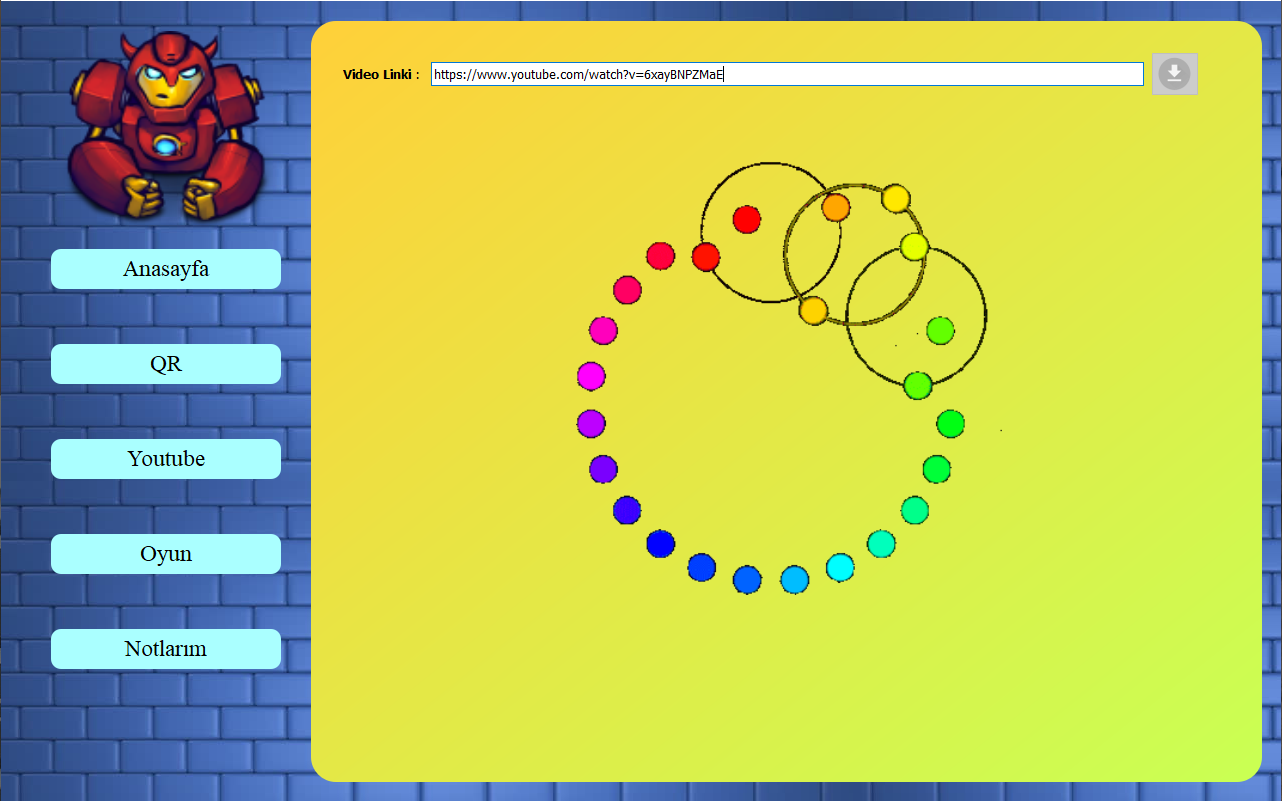 Video Linki : https://www.youtube.com/watch?v=6xayBNPZMaE
Anasayfa
QR
Youtube
Oyun
Notlarım